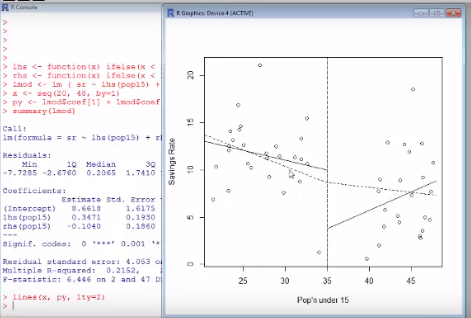 R Console
>
>
>
>
>
> lhs <- function(x) ifelse(x <
> rhs <- function(x) ifelse(x <
> lmod <- lm ( sr ~ lhs(pop15) +
> x <- seq(20, 48, by=1)
> py <- lmod$coef[1] + lmod$coef
> summary(lmod)
Call:
lm(formula = sr ~ lhs(pop15) + rh
Residuals:
Min 1Q Median 3Q
-7.7285 -2.6760 0.2065 1.7410
Coefficients:
Estimate Std. Error
(Intercept) 8.6618 1.6175
lhs(pop15) 0.3471 0.1930
rhs(pop15) -0.1040 0.1860
---
Signif. codes: 0 '***' 0.001 '**
Residual standard error: 4.053 o
Multiple R-squared: 0.2152,
F-statistic: 6.446 on 2 and 47 D
> lines(x, py, lty=2)
>
R Graphics: Device 4 (ACTIVE)
Savings Rate
20
15
10
5
0
25 30 35 40 45
Pop'n under 15